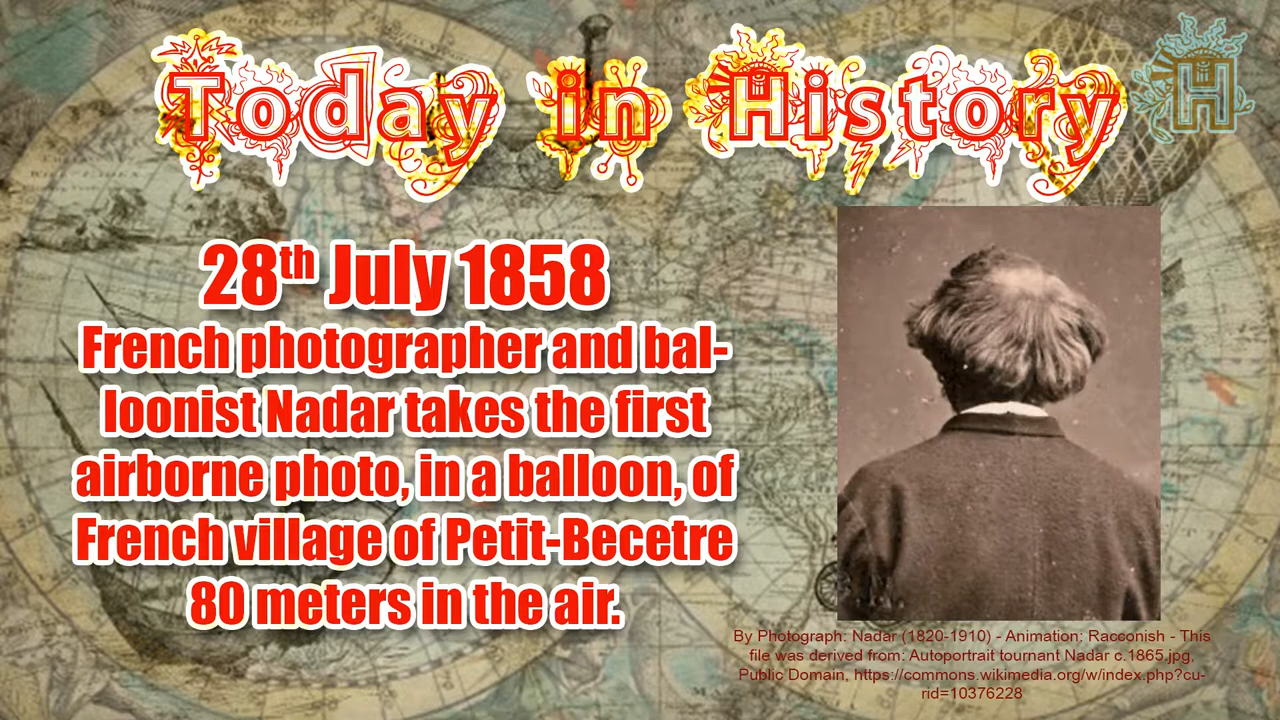 Today in History
H
28th July 1858
French photographer and bal-
loonist Nadar takes the first
airborne photo, in a balloon, of
French village of Petit-Becetre
80 meters in the air.
By Photograph: Nadar (1820-1910) - Animation: Racconish - This
file was derived from: Autoportrait tournant Nadar c.1865.jpg,
Public Domain, https://commons.wikimedia.org/w/index.php?cu-
rid=10376228